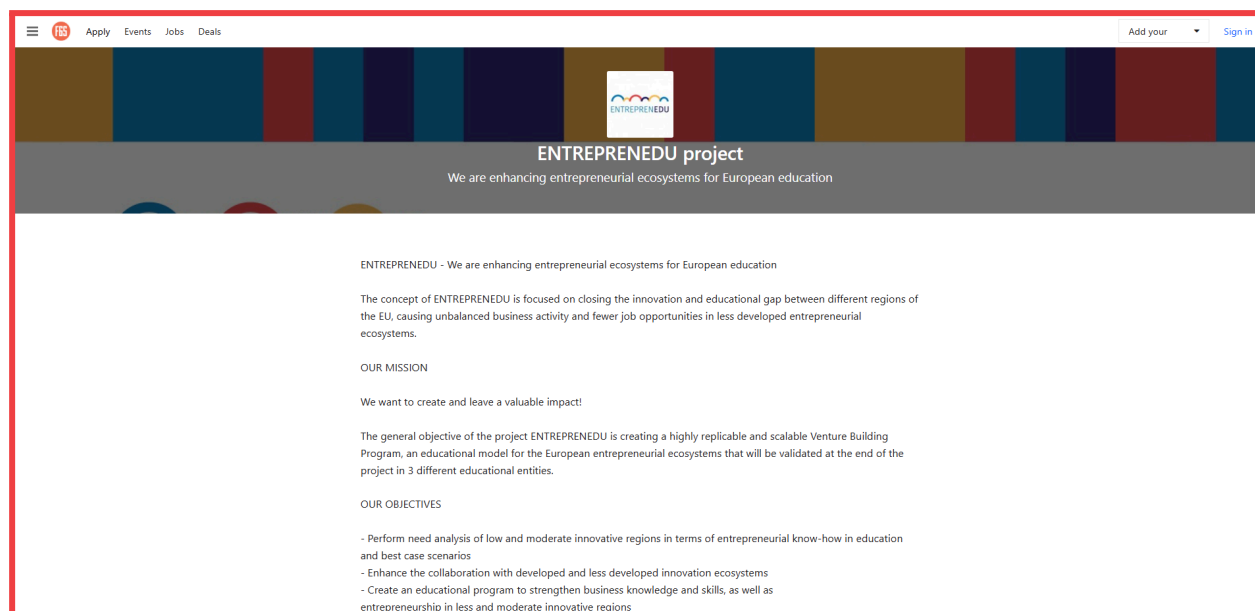 F6S Apply Events Jobs Deals Add your Sign in
ENTREPRENEDU
ENTREPRENEDU project
We are enhancing entrepreneurial ecosystems for European education
ENTREPRENEDU - We are enhancing entrepreneurial ecosystems for European education
The concept of ENTREPRENEDU is focused on closing the innovation and educational gap between different regions of
the EU, causing unbalanced business activity and fewer job opportunities in less developed entrepreneurial
ecosystems.
OUR MISSION
We want to create and leave a valuable impact!
The general objective of the project ENTREPRENEDU is creating a highly replicable and scalable Venture Building
Program, an educational model for the European entrepreneurial ecosystems that will be validated at the end of the
project in 3 different educational entities.
OUR OBJECTIVES
- Perform need analysis of low and moderate innovative regions in terms of entrepreneurial know-how in education
and best case scenarios
- Enhance the collaboration with developed and less developed innovation ecosystems
- Create an educational program to strengthen business knowledge and skills, as well as
entrepreneurship in less and moderate innovative regions